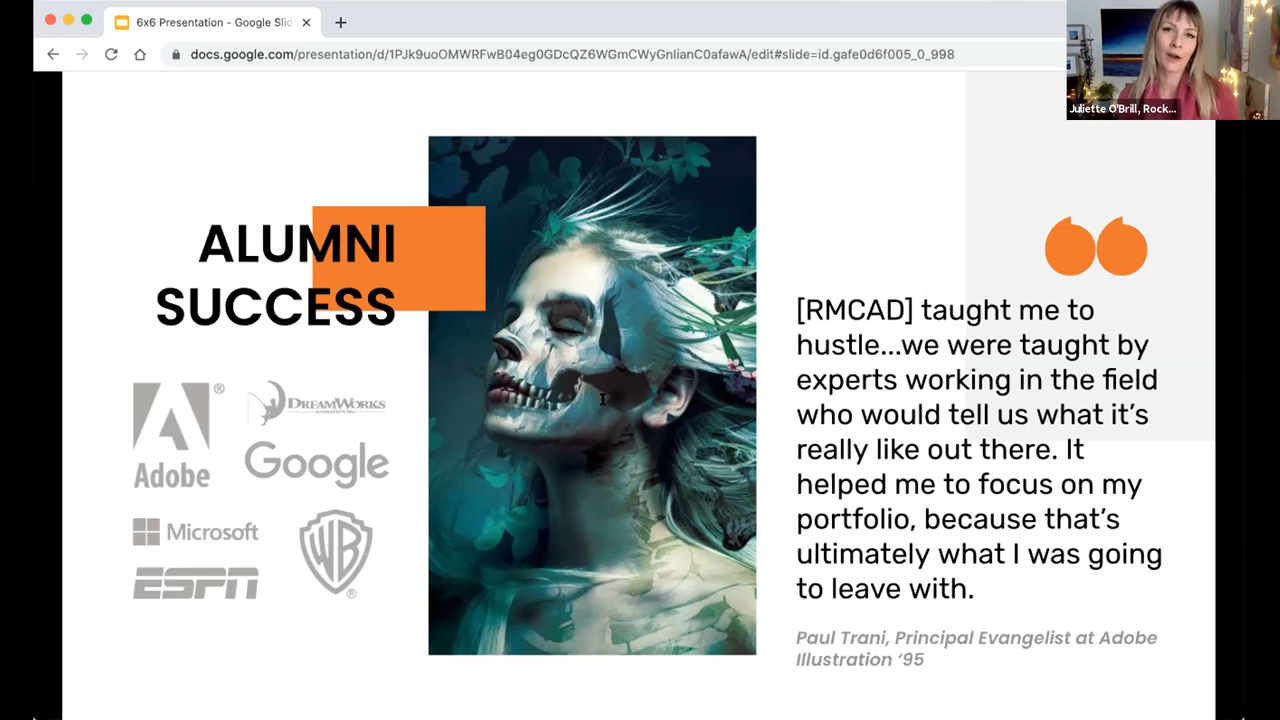 6x6 Presentation - Google Slid
docs.google.com/presentation/d/1PJk9uoOMWRFwB04eg0GDcQZ6WGmCWyGnIianC0afawA/edit#slide=id.gafe0d6f005_0_998
Juliette O'Brill, Rock...
ALUMNI
SUCCESS
Adobe
DREAMWORKS
Google
Microsoft
WB
ESPN
[RMCAD] taught me to
hustle...we were taught by
experts working in the field
who would tell us what it's
really like out there. It
helped me to focus on my
portfolio, because that's
ultimately what I was going
to leave with.
Paul Trani, Principal Evangelist at Adobe
Illustration '95